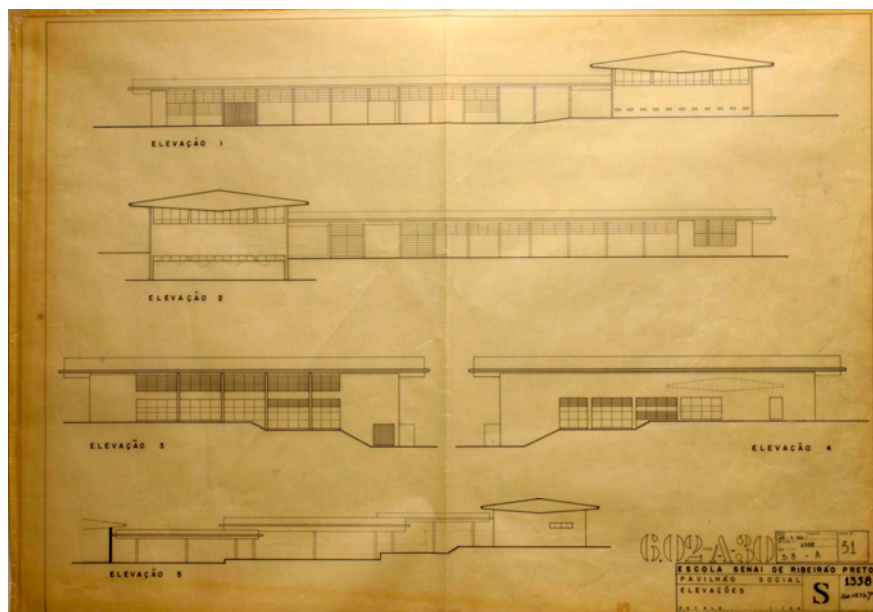 ELEVAÇÃO 1
ELEVAÇÃO 2
ELEVAÇÃO 3
ELEVAÇÃO 4
ELEVAÇÃO 5
602-A-30
1338
58 - A
31
ESCOLA SENAI DE RIBEIRÃO PRETO
PAVILHÃO SOCIAL
ELEVAÇÕES
S
1338